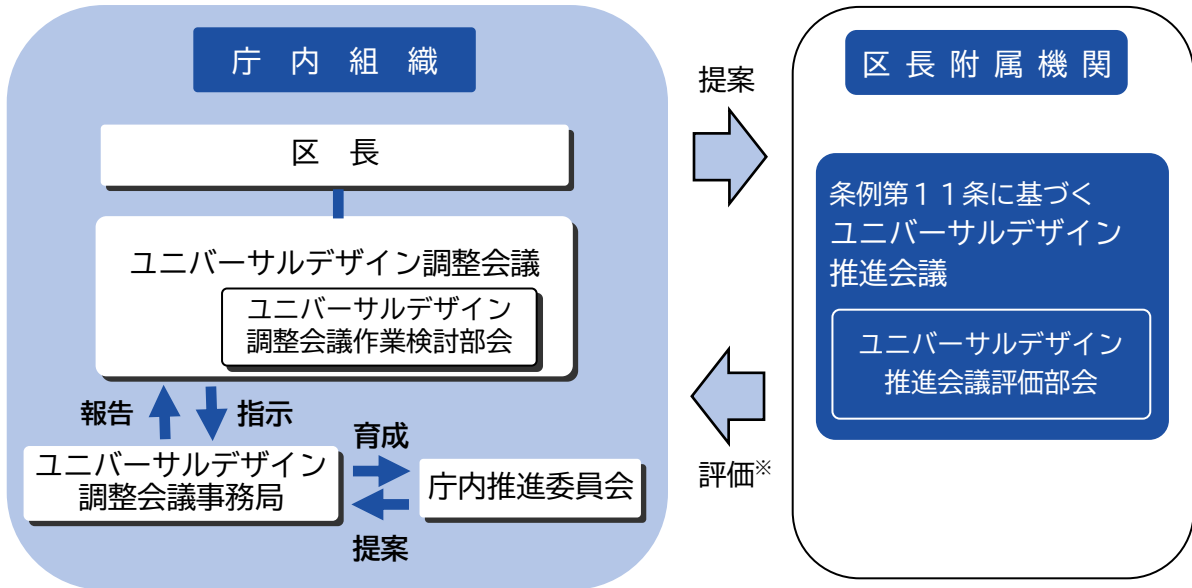 庁内組織
区長
ユニバーサルデザイン調整会議
ユニバーサルデザイン
調整会議作業検討部会
報告
指示
ユニバーサルデザイン
調整会議事務局
育成
提案
庁内推進委員会
提案
評価※
区長附属機関
条例第１１条に基づく
ユニバーサルデザイン
推進会議
ユニバーサルデザイン
推進会議評価部会